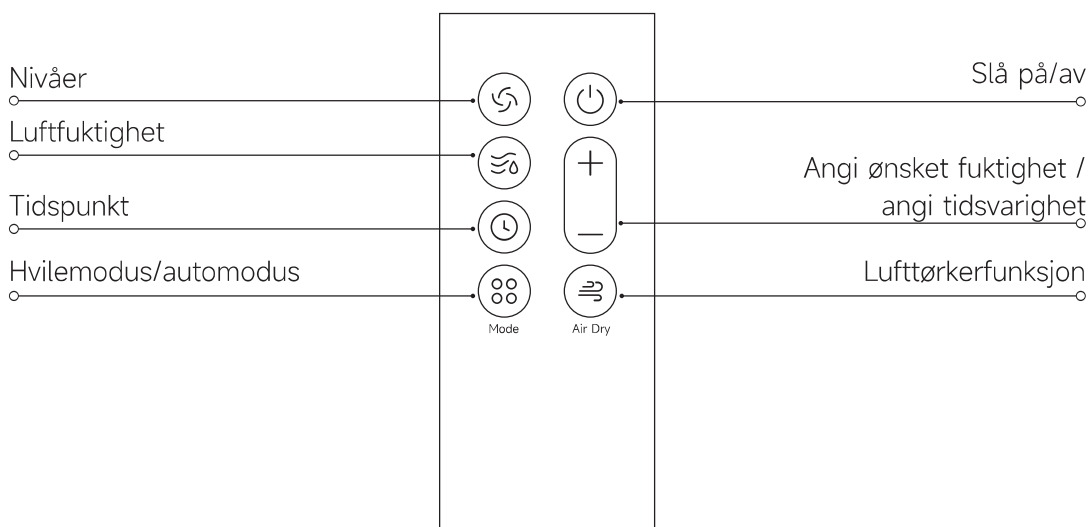 Nivåer
Luftfuktighet
Tidspunkt
Hvilemodus/automodus
Mode
Air Dry
Slå på/av
Angi ønsket fuktighet /
angi tidsvarighet
Lufttørkerfunksjon